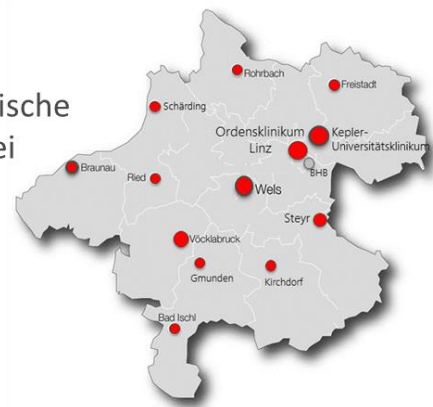 ische
ei
Rohrbach
Freistadt
Schärding
Ordensklinikum
Linz
Kepler-
Universitätsklinikum
BHB
Braunau
Ried
Wels
Steyr
Vöcklabruck
Gmunden
Kirchdorf
Bad Ischl